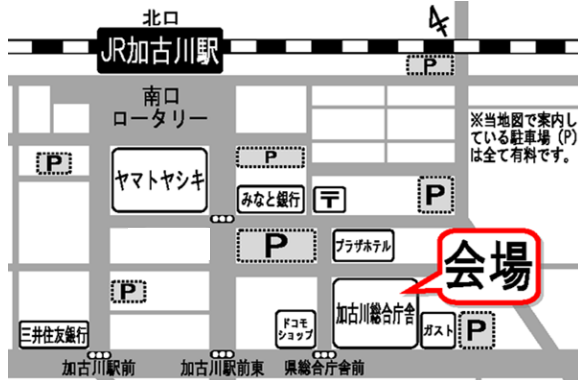 北口
JR加古川駅
P
南口
ロータリー
※当地図で案内し
ている駐車場（P）
は全て有料です。
P
P
ヤマトヤシキ
みなと銀行
〒
P
P
プラザホテル
会場
P
加古川総合庁舎
ドコモ
ショップ
ガスト
P
三井住友銀行
加古川駅前
加古川駅前東
県総合庁舎前